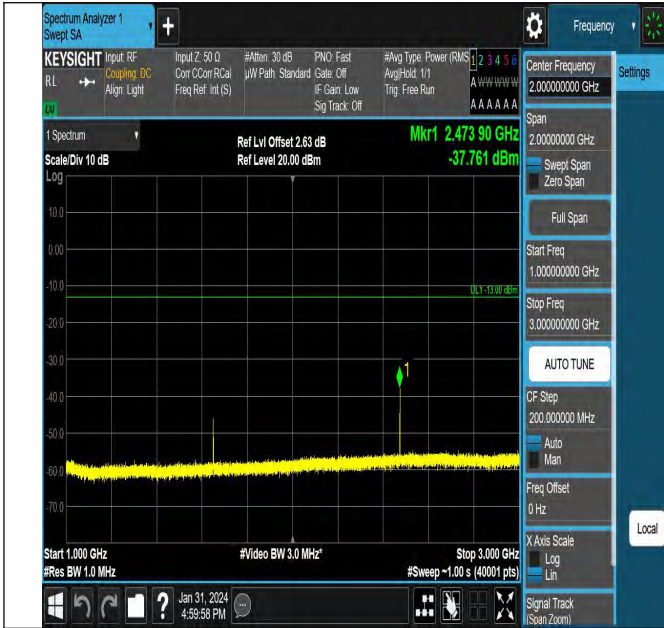 Spectrum Analyzer 1
Swept SA
+
Frequency
KEYSIGHT
RL
Input: RF
Coupling: DC
Align: Light
Input Z: 50 Ω
Corr CCorr RCal
Freq Ref: Int (S)
#Atten: 30 dB
µW Path: Standard
PNO: Fast
Gate: Off
IF Gain: Low
Sig Track: Off
#Avg Type: Power (RMS
Avg|Hold: 1/1
Trig: Free Run
1 2 3 4 5 6
A W W W W W
A A A A A A
1 Spectrum
Scale/Div 10 dB
Log
Ref Lvl Offset 2.63 dB
Ref Level 20.00 dBm
Mkr1 2.473 90 GHz
-37.761 dBm
10.0
0.00
-10.0
DL1 -13.00 dBm
-20.0
-30.0
1
-40.0
-50.0
-60.0
-70.0
Start 1.000 GHz
#Res BW 1.0 MHz
#Video BW 3.0 MHz*
Stop 3.000 GHz
#Sweep ~1.00 s (40001 pts)
?
Jan 31, 2024
4:59:58 PM
Center Frequency
2.000000000 GHz
Span
2.00000000 GHz
Swept Span
Zero Span
Full Span
Start Freq
1.000000000 GHz
Stop Freq
3.000000000 GHz
AUTO TUNE
CF Step
200.000000 MHz
Auto
Man
Freq Offset
0 Hz
X Axis Scale
Log
Lin
Signal Track
(Span Zoom)
Settings
Local